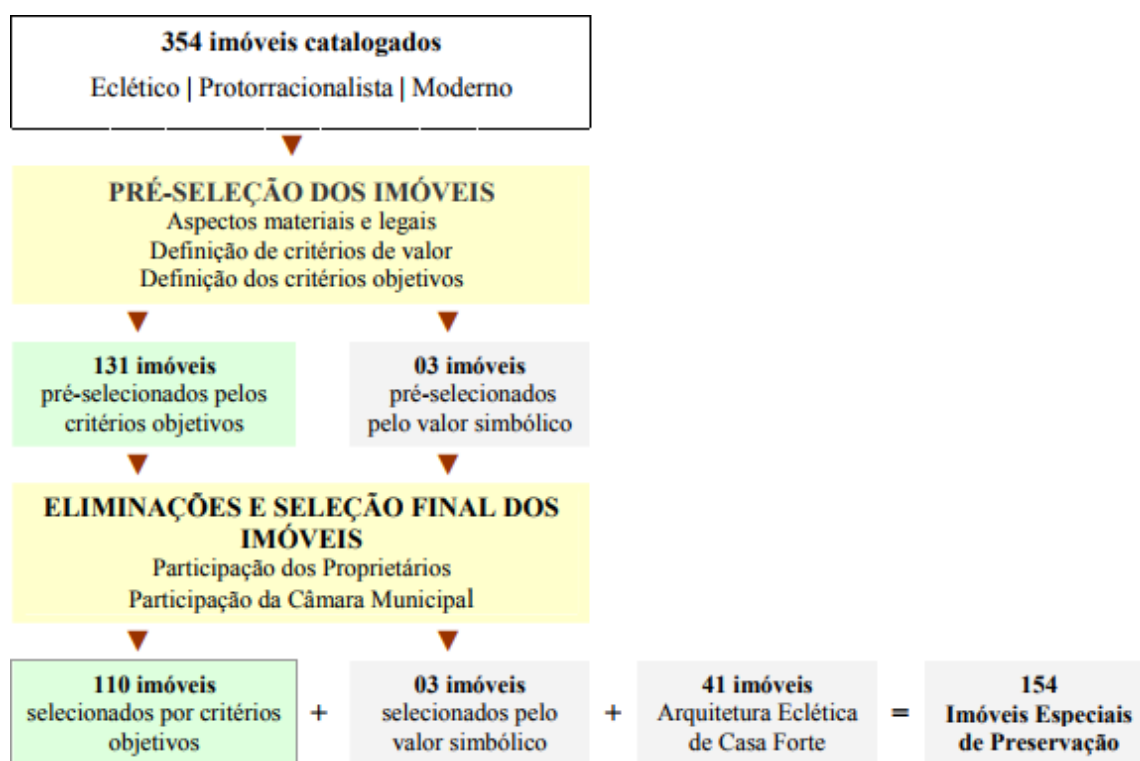 354 imóveis catalogados
Eclético | Protorracionalista | Moderno
PRÉ-SELEÇÃO DOS IMÓVEIS
Aspectos materiais e legais
Definição de critérios de valor
Definição dos critérios objetivos
131 imóveis
pré-selecionados pelos
critérios objetivos
03 imóveis
pré-selecionados
pelo valor simbólico
ELIMINAÇÕES E SELEÇÃO FINAL DOS
IMÓVEIS
Participação dos Proprietários
Participação da Câmara Municipal
110 imóveis
selecionados por critérios
objetivos
+
03 imóveis
selecionados pelo
valor simbólico
+
41 imóveis
Arquitetura Eclética
de Casa Forte
=
154
Imóveis Especiais
de Preservação